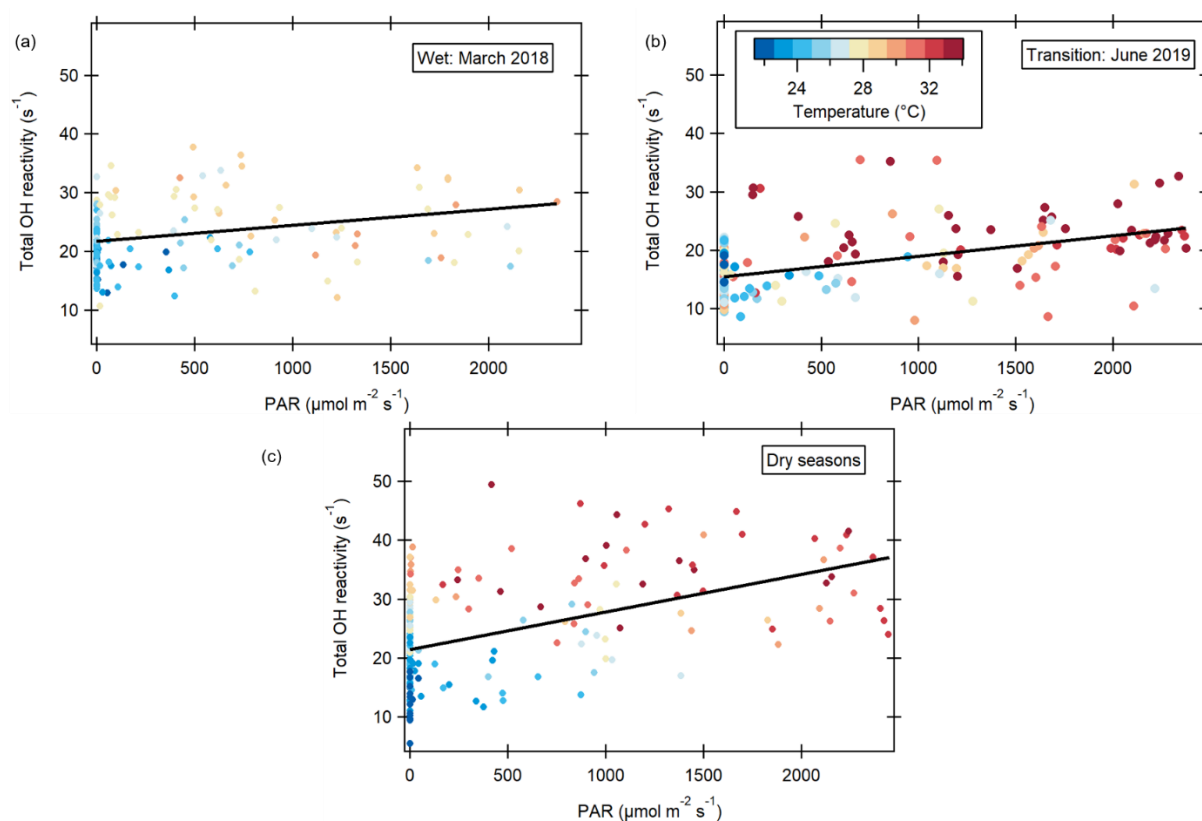 (a)
Wet: March 2018
50
40
30
20
10
Total OH reactivity (s⁻¹)
0 500 1000 1500 2000
PAR (µmol m⁻² s⁻¹)
(b)
Transition: June 2019
24 28 32
Temperature (°C)
50
40
30
20
10
Total OH reactivity (s⁻¹)
0 500 1000 1500 2000
PAR (µmol m⁻² s⁻¹)
(c)
Dry seasons
50
40
30
20
10
Total OH reactivity (s⁻¹)
0 500 1000 1500 2000
PAR (µmol m⁻² s⁻¹)